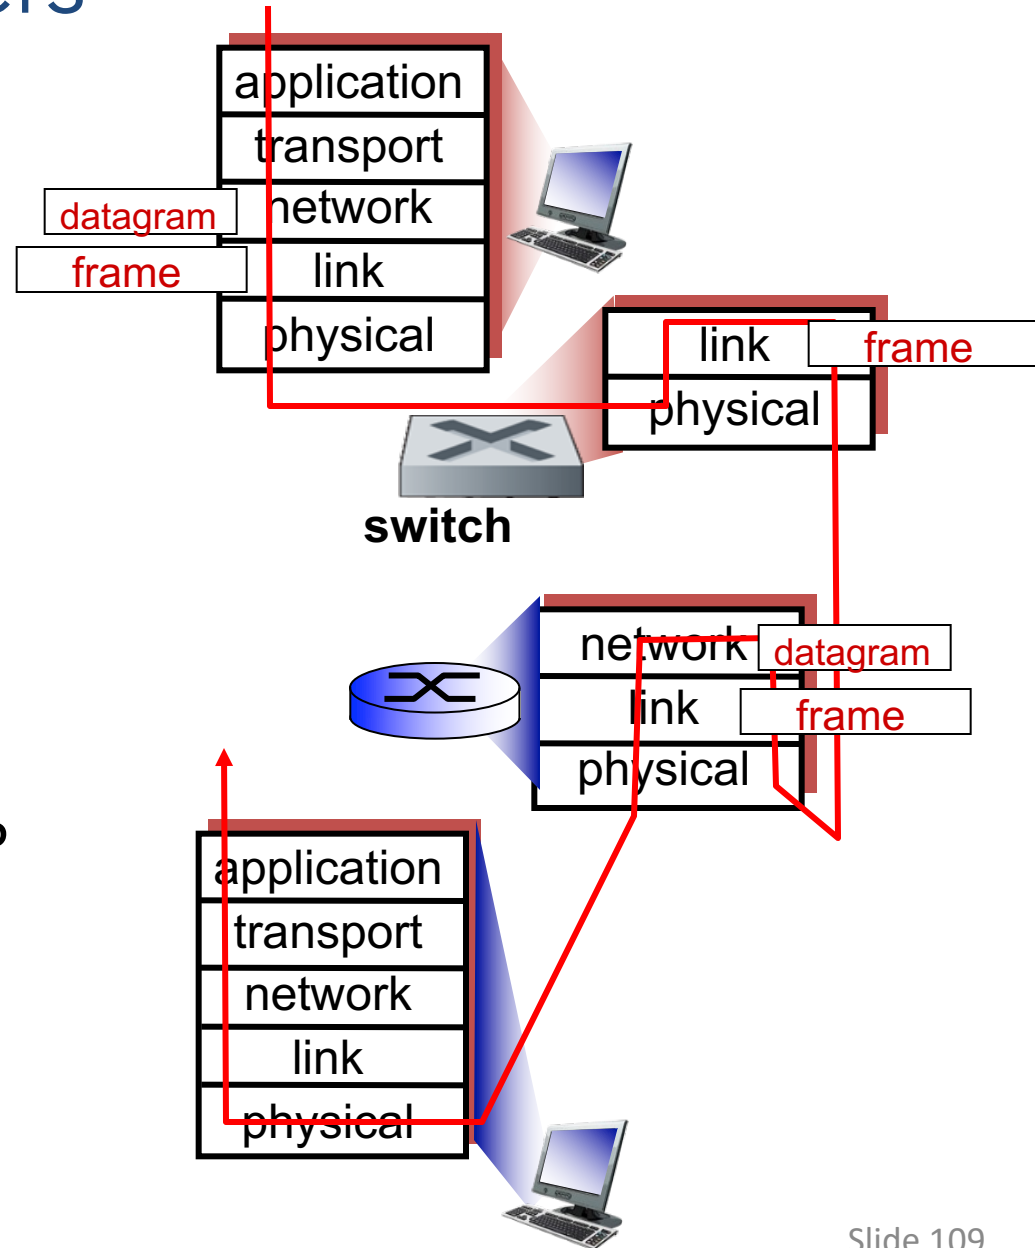 ers
application
transport
datagram
network
frame
link
physical
link
frame
physical
switch
network
datagram
link
frame
physical
application
transport
network
link
physical
Slide 109